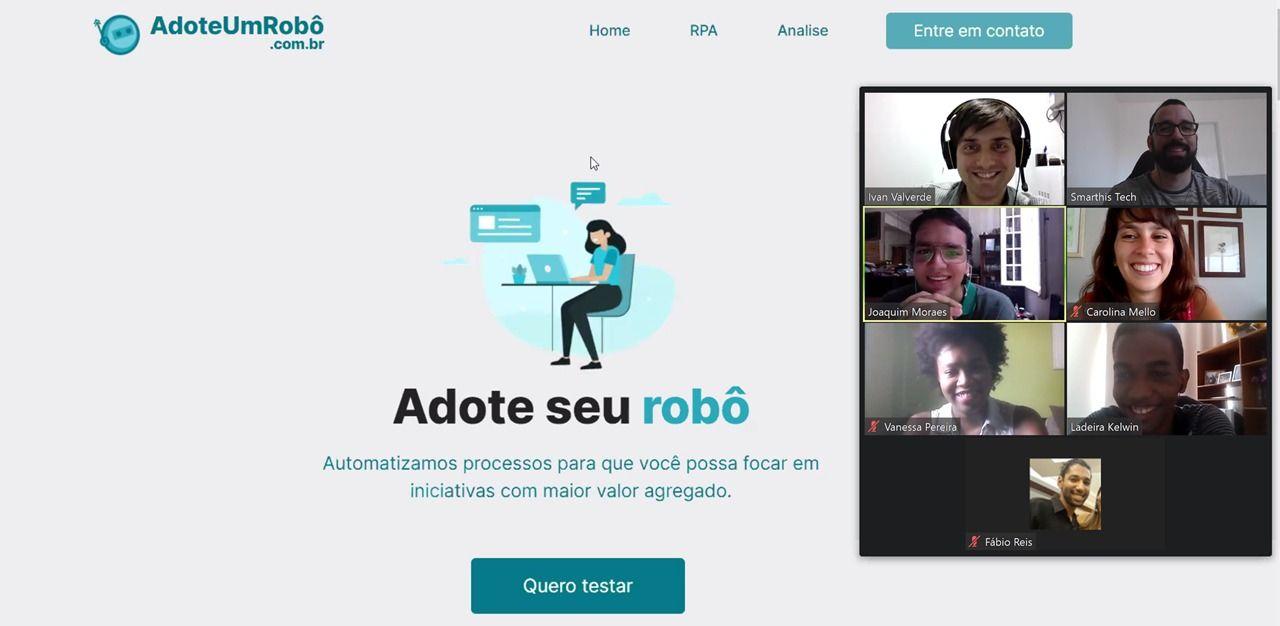 AdoteUmRobô
.com.br
Home
RPA
Analise
Entre em contato
Ivan Valverde
Smarthis Tech
Joaquim Moraes
Carolina Mello
Vanessa Pereira
Ladeira Kelwin
Fábio Reis
Adote seu robô
Automatizamos processos para que você possa focar em
iniciativas com maior valor agregado.
Quero testar